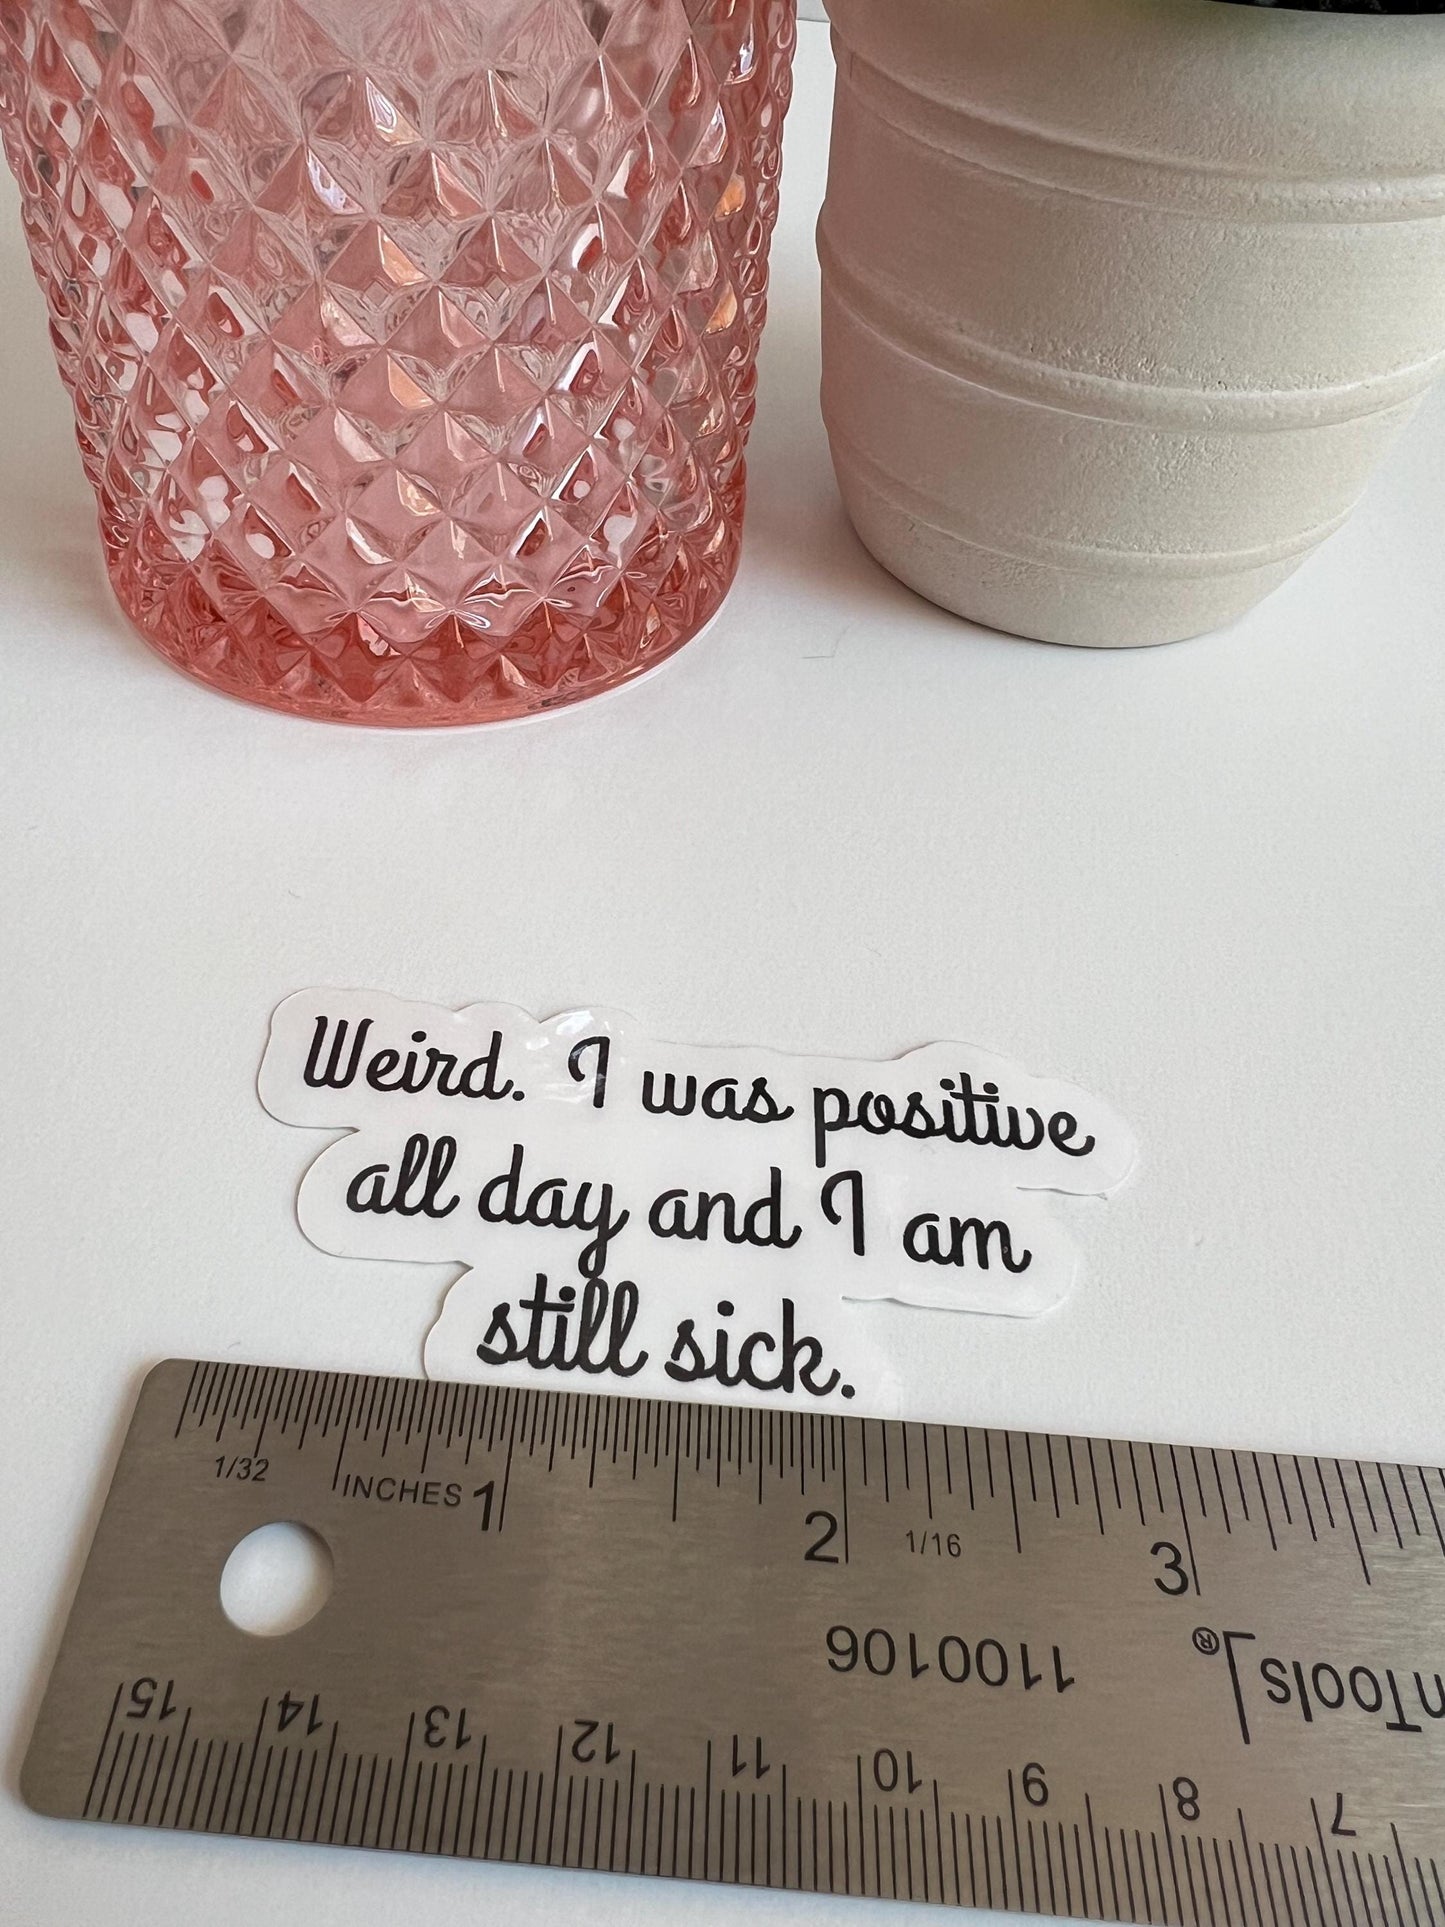 Weird. I was positive
all day and I am
still sick.
1/32 INCHES 1 2 1/16 3
1100106
nTools®
15 14 13 12 11 10 9 8 7